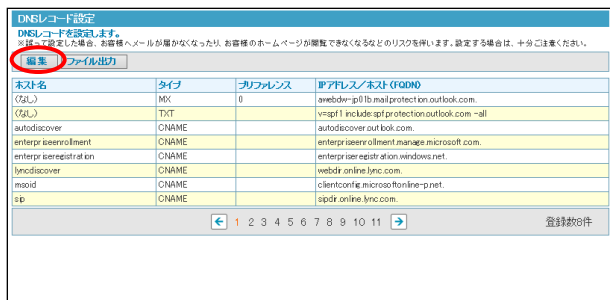 DNSレコード設定
DNSレコードを設定します。
※誤って設定した場合、お客様へメールが届かなくなったり、お客様のホームページが閲覧できなくなるなどのリスクを伴います。設定する場合は、十分ご注意ください。
編集 ファイル出力
ホスト名 タイプ プリファレンス IPアドレス／ホスト(FQDN)
(なし) MX 0 awebdw-jp01b.mail.protection.outlook.com.
(なし) TXT v=spf1 include:spf.protection.outlook.com -all
autodiscover CNAME autodiscover.outlook.com.
enterpriseenrollment CNAME enterpriseenrollment.manage.microsoft.com.
enterpriseregistration CNAME enterpriseregistration.windows.net.
lyncdiscover CNAME webdir.online.lync.com.
msoid CNAME clientconfig.microsoftonline-p.net.
sip CNAME sipdir.online.lync.com.
← 1 2 3 4 5 6 7 8 9 10 11 → 登録数8件